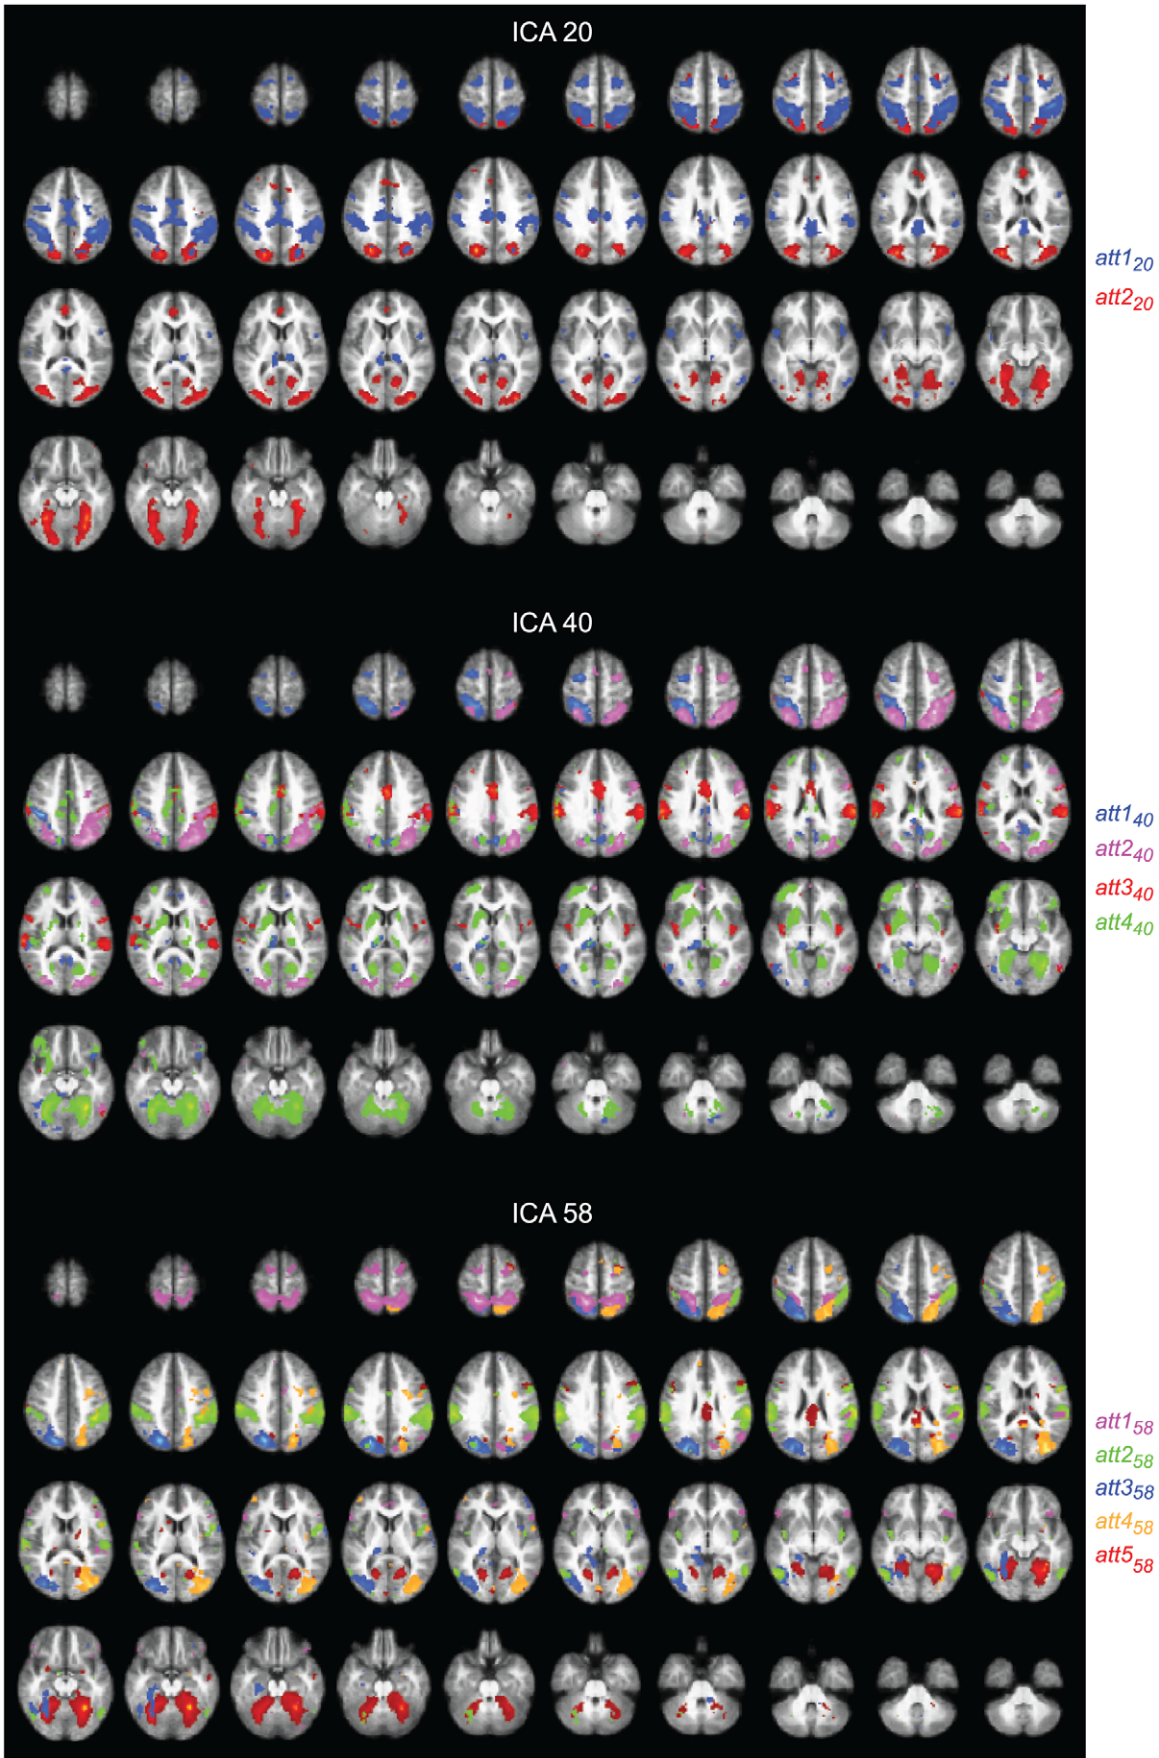 ICA 20
att1₂₀
att2₂₀
ICA 40
att1₄₀
att2₄₀
att3₄₀
att4₄₀
ICA 58
att1₅₈
att2₅₈
att3₅₈
att4₅₈
att5₅₈